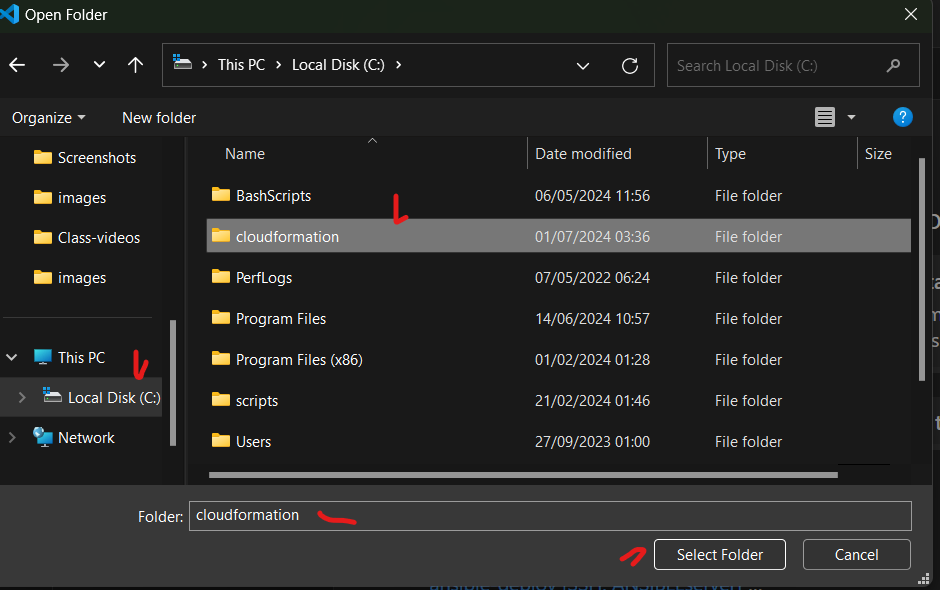 Open Folder
This PC
Local Disk (C:)
Search Local Disk (C:)
Organize
New folder
?
Screenshots
images
Class-videos
images
This PC
Local Disk (C:)
Network
Name Date modified Type Size
BashScripts 06/05/2024 11:56 File folder
cloudformation 01/07/2024 03:36 File folder
PerfLogs 07/05/2022 06:24 File folder
Program Files 14/06/2024 10:57 File folder
Program Files (x86) 01/02/2024 01:28 File folder
scripts 21/02/2024 01:46 File folder
Users 27/09/2023 01:00 File folder
Folder: cloudformation
Select Folder
Cancel